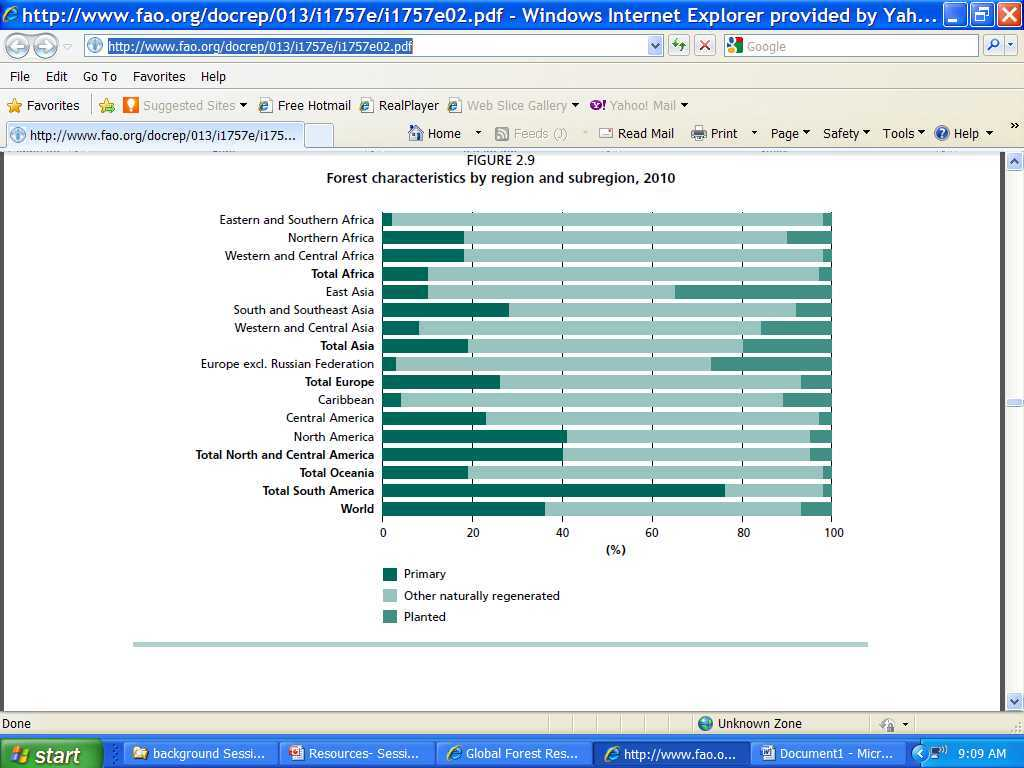 http://www.fao.org/docrep/013/i1757e/i1757e02.pdf - Windows Internet Explorer provided by Yah...
http://www.fao.org/docrep/013/i1757e/i1757e02.pdf
Google
File Edit Go To Favorites Help
Favorites Suggested Sites Free Hotmail RealPlayer Web Slice Gallery Yahoo! Mail
http://www.fao.org/docrep/013/i1757e/i175...
Home Feeds (J) Read Mail Print Page Safety Tools Help »
FIGURE 2.9
Forest characteristics by region and subregion, 2010
Eastern and Southern Africa
Northern Africa
Western and Central Africa
Total Africa
East Asia
South and Southeast Asia
Western and Central Asia
Total Asia
Europe excl. Russian Federation
Total Europe
Caribbean
Central America
North America
Total North and Central America
Total Oceania
Total South America
World
0 20 40 60 80 100
(%)
Primary
Other naturally regenerated
Planted
Done
Unknown Zone
start
background Sessi...
Resources- Sessi...
Global Forest Res...
http://www.fao.o...
Document1 - Micr...
9:09 AM